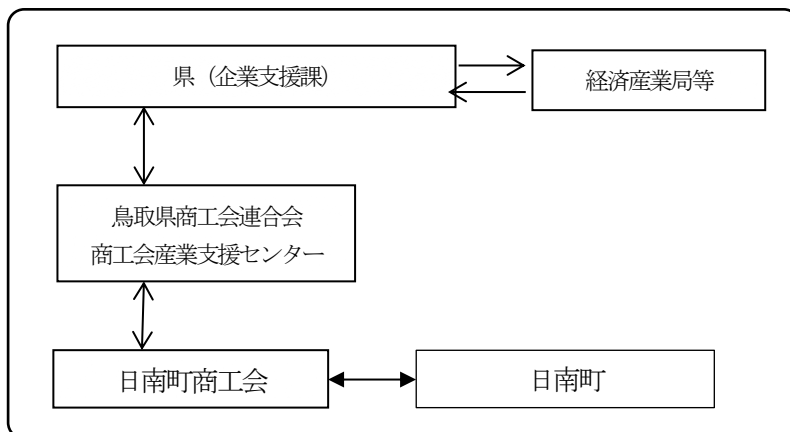 県（企業支援課）
経済産業局等
鳥取県商工会連合会
商工会産業支援センター
日南町商工会
日南町